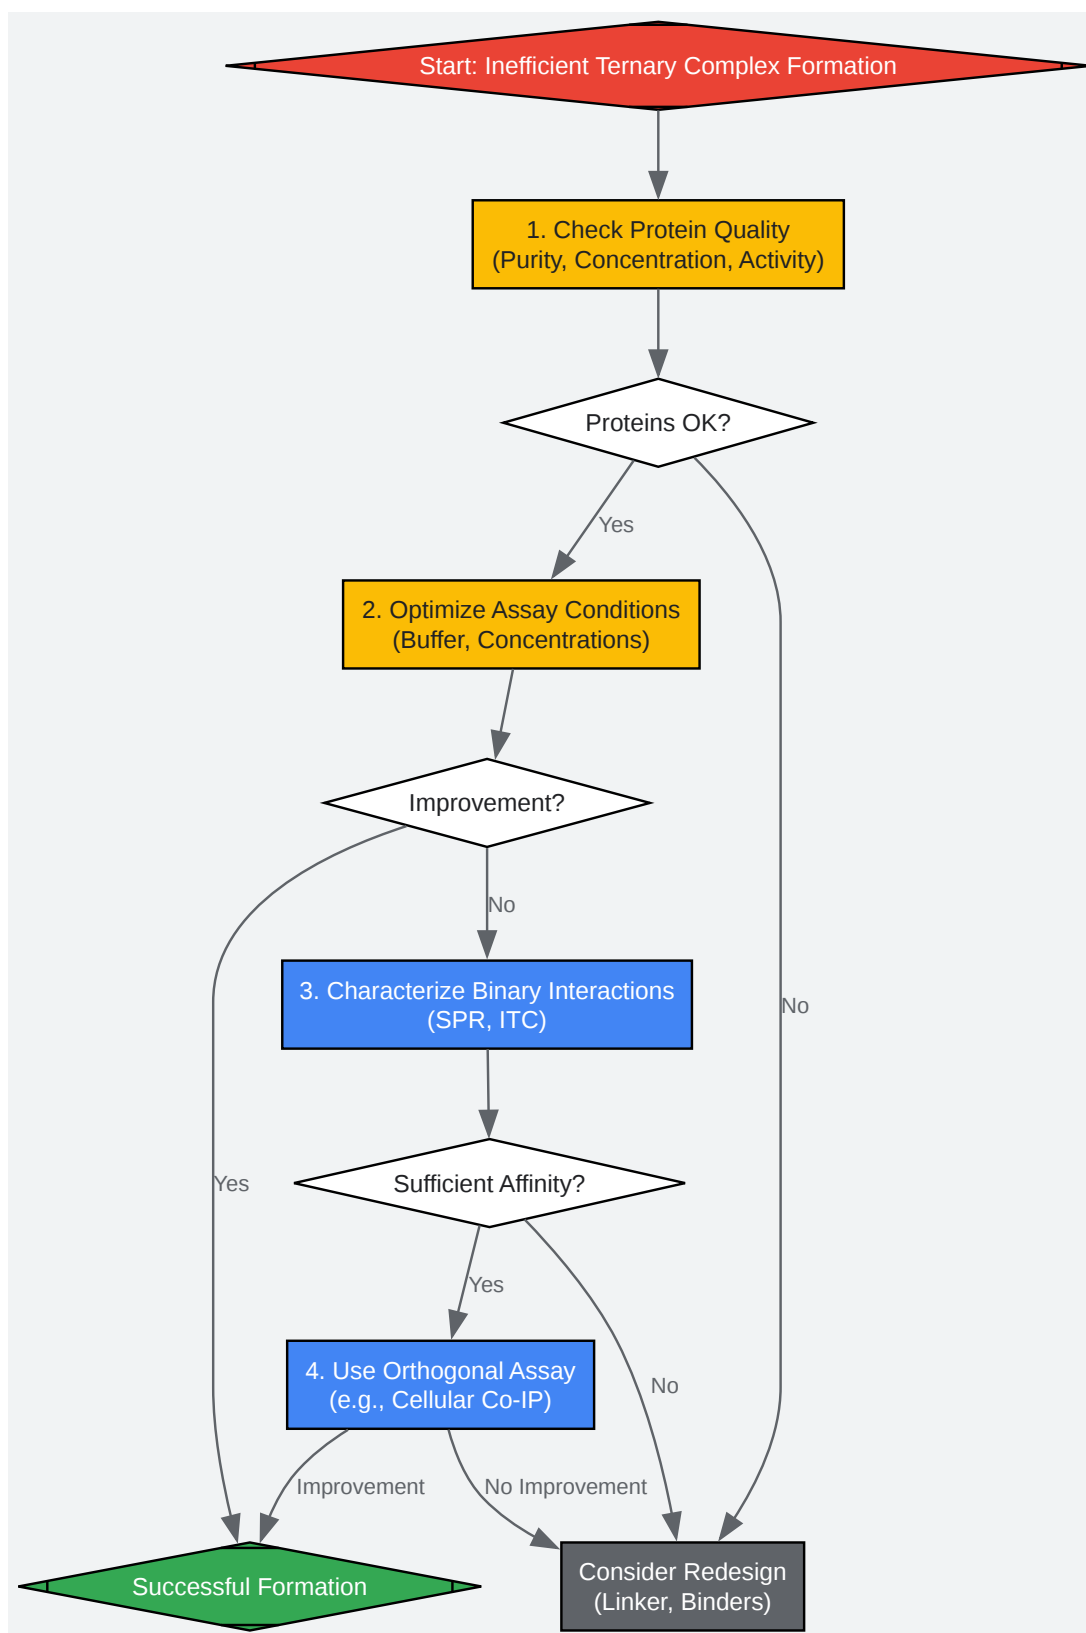 Start: Inefficient Ternary Complex Formation
1. Check Protein Quality
(Purity, Concentration, Activity)
Proteins OK?
Yes
2. Optimize Assay Conditions
(Buffer, Concentrations)
Improvement?
No
3. Characterize Binary Interactions
(SPR, ITC)
No
Sufficient Affinity?
Yes
Yes
4. Use Orthogonal Assay
(e.g., Cellular Co-IP)
No
Improvement
No Improvement
Successful Formation
Consider Redesign
(Linker, Binders)